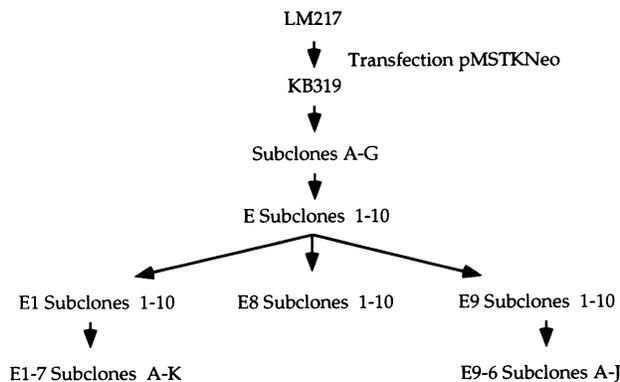 LM217
Transfection pMSTKNeo
KB319
Subclones A-G
E Subclones 1-10
E1 Subclones 1-10
E8 Subclones 1-10
E9 Subclones 1-10
E1-7 Subclones A-K
E9-6 Subclones A-J